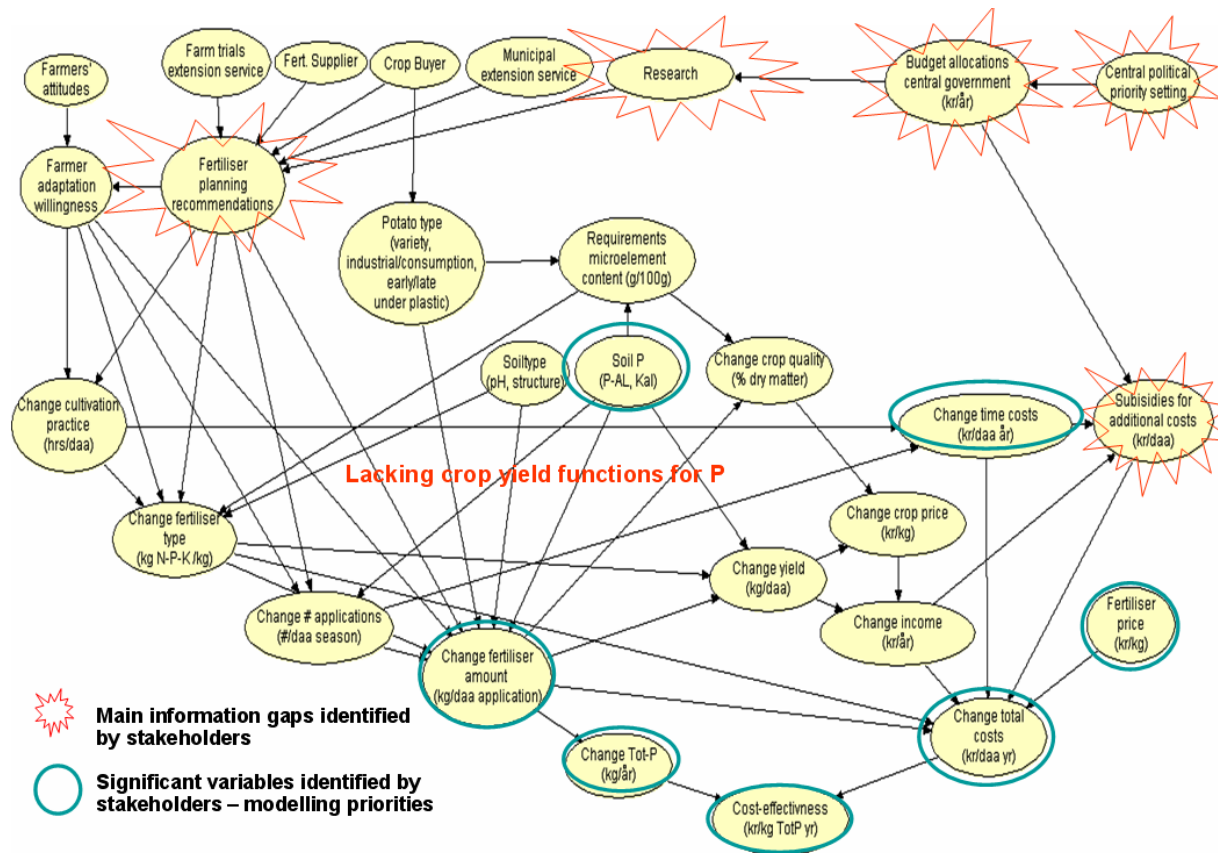 Farmers'
attitudes
Farm trials
extension service
Fert. Supplier
Crop Buyer
Municipal
extension service
Research
Budget allocations
central government
(kr/år)
Central political
priority setting
Farmer
adaptation
willingness
Fertiliser
planning
recommendations
Potato type
(variety,
industrial/consumption,
early/late
under plastic)
Requirements
microelement
content (g/100g)
Soiltype
(pH, structure)
Soil P
(P-AL, Kal)
Change crop quality
(% dry matter)
Change cultivation
practice
(hrs/daa)
Change time costs
(kr/daa år)
Subsidies for
additional costs
(kr/daa)
Lacking crop yield functions for P
Change fertiliser
type
(kg N-P-K /kg)
Change crop price
(kr/kg)
Change yield
(kg/daa)
Change # applications
(#/daa season)
Change income
(kr/år)
Fertiliser
price
(kr/kg)
Change fertiliser
amount
(kg/daa application)
Change total
costs
(kr/daa yr)
Main information gaps identified
by stakeholders
Change Tot-P
(kg/år)
Significant variables identified by
stakeholders – modelling priorities
Cost-effectivness
(kr/kg TotP yr)